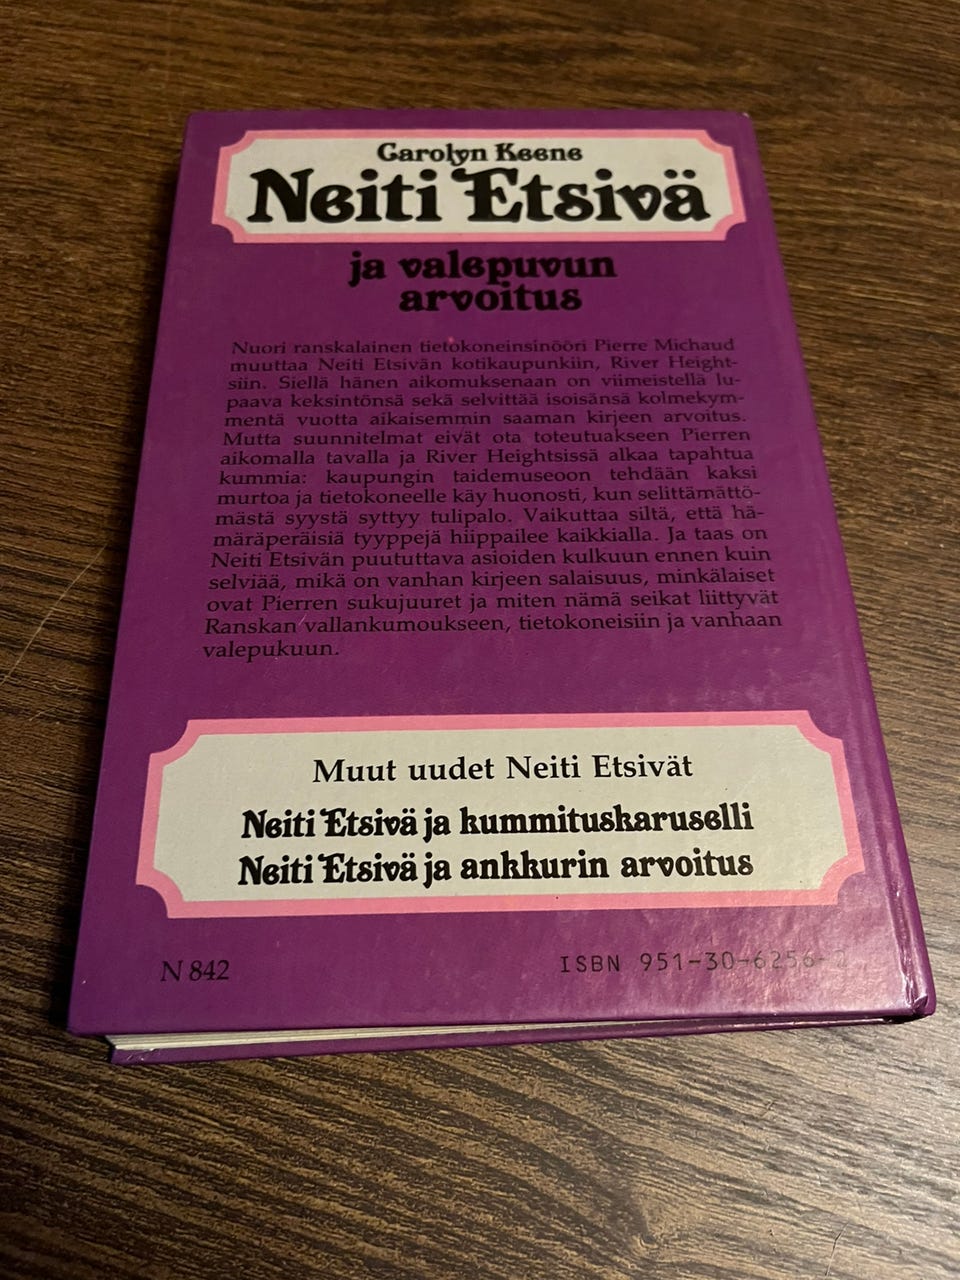 Carolyn Keene
Neiti Etsivä
ja valepuvun
arvoitus
Nuori ranskalainen tietokoneinsinööri Pierre Michaud
muuttaa Neiti Etsivän kotikaupunkiin, River Height-
siin. Siellä hänen aikomuksenaan on viimeistellä lu-
paava keksintönsä sekä selvittää isoisänsä kolmekym-
mentä vuotta aikaisemmin saaman kirjeen arvoitus.
Mutta suunnitelmat eivät ota toteutuakseen Pierren
aikomalla tavalla ja River Heightsissä alkaa tapahtua
kummia: kaupungin taidemuseoon tehdään kaksi
murtoa ja tietokoneelle käy huonosti, kun selittämättö-
mästä syystä syttyy tulipalo. Vaikuttaa siltä, että hä-
märäperäisiä tyyppejä hiippailee kaikkialla. Ja taas on
Neiti Etsivän puututtava asioiden kulkuun ennen kuin
selviää, mikä on vanhan kirjeen salaisuus, minkälaiset
ovat Pierren sukujuuret ja miten nämä seikat liittyvät
Ranskan vallankumoukseen, tietokoneisiin ja vanhaan
valepukuun.
Muut uudet Neiti Etsivät
Neiti Etsivä ja kummituskaruselli
Neiti Etsivä ja ankkurin arvoitus
N 842
ISBN 951-30-6256-2